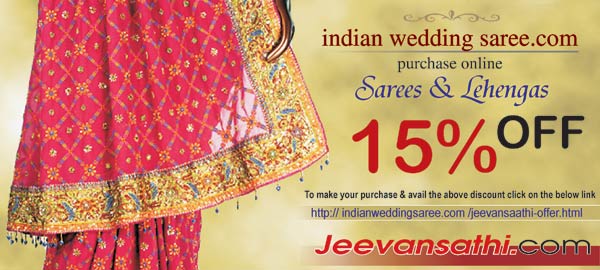 indian wedding saree.com
purchase online
Sarees & Lehengas
15% OFF
To make your purchase & avail the above discount click on the below link
http:// indianweddingsaree.com /jeevansaathi-offer.html
Jeevansathi.com